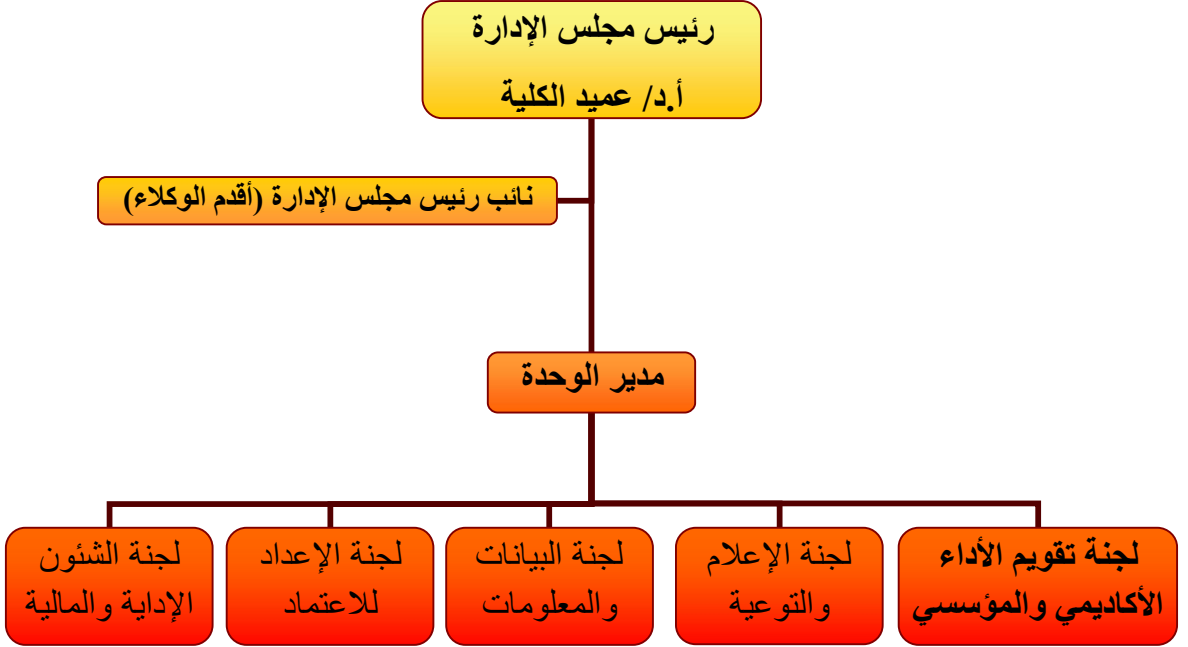 رئيس مجلس الإدارة
أ.د/ عميد الكلية
نائب رئيس مجلس الإدارة (أقدم الوكلاء)
مدير الوحدة
لجنة تقويم الأداء
الأكاديمي والمؤسسي
لجنة الإعلام
والتوعية
لجنة البيانات
والمعلومات
لجنة الإعداد
للاعتماد
لجنة الشئون
الإداية والمالية